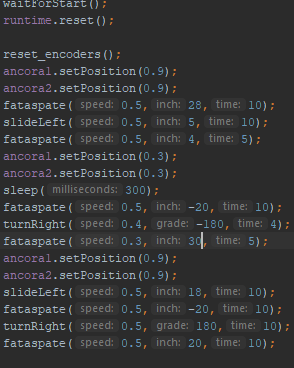 waitForStart();
runtime.reset();
reset_encoders();
ancora1.setPosition(0.9);
ancora2.setPosition(0.9);
fataspate( speed: 0.5, inch: 28, time: 10);
slideLeft( speed: 0.5, inch: 5, time: 10);
fataspate( speed: 0.5, inch: 4, time: 5);
ancora1.setPosition(0.3);
ancora2.setPosition(0.3);
sleep( milliseconds: 300);
fataspate( speed: 0.5, inch: -20, time: 10);
turnRight( speed: 0.4, grade: -180, time: 4);
fataspate( speed: 0.3, inch: 30, time: 5);
ancora1.setPosition(0.9);
ancora2.setPosition(0.9);
slideLeft( speed: 0.5, inch: 18, time: 10);
fataspate( speed: 0.5, inch: -20, time: 10);
turnRight( speed: 0.5, grade: 180, time: 10);
fataspate( speed: 0.5, inch: 20, time: 10);